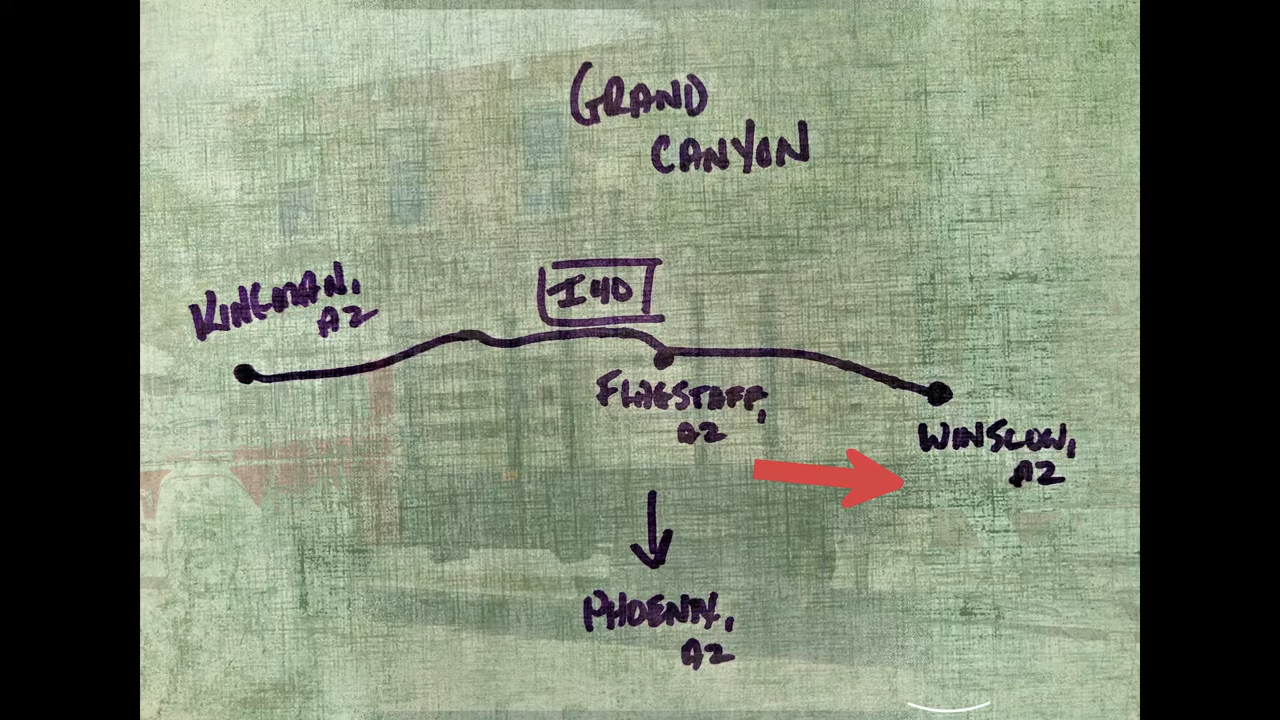 GRAND
CANYON
KINGMAN,
AZ
I40
FLAGSTAFF,
AZ
WINSLOW,
AZ
PHOENIX,
AZ